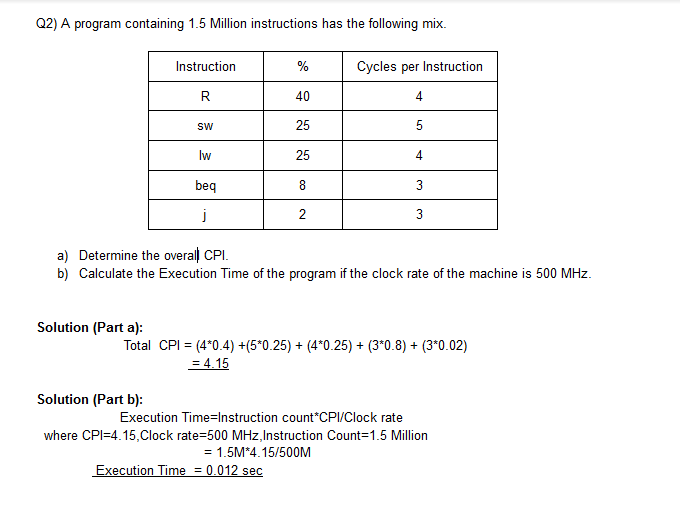 Q2) A program containing 1.5 Million instructions has the following mix.
Instruction % Cycles per Instruction
R 40 4
sw 25 5
lw 25 4
beq 8 3
j 2 3
a) Determine the overall CPI.
b) Calculate the Execution Time of the program if the clock rate of the machine is 500 MHz.
Solution (Part a):
Total CPI = (4*0.4) +(5*0.25) + (4*0.25) + (3*0.8) + (3*0.02)
= 4.15
Solution (Part b):
Execution Time=Instruction count*CPI/Clock rate
where CPI=4.15,Clock rate=500 MHz,Instruction Count=1.5 Million
= 1.5M*4.15/500M
Execution Time = 0.012 sec